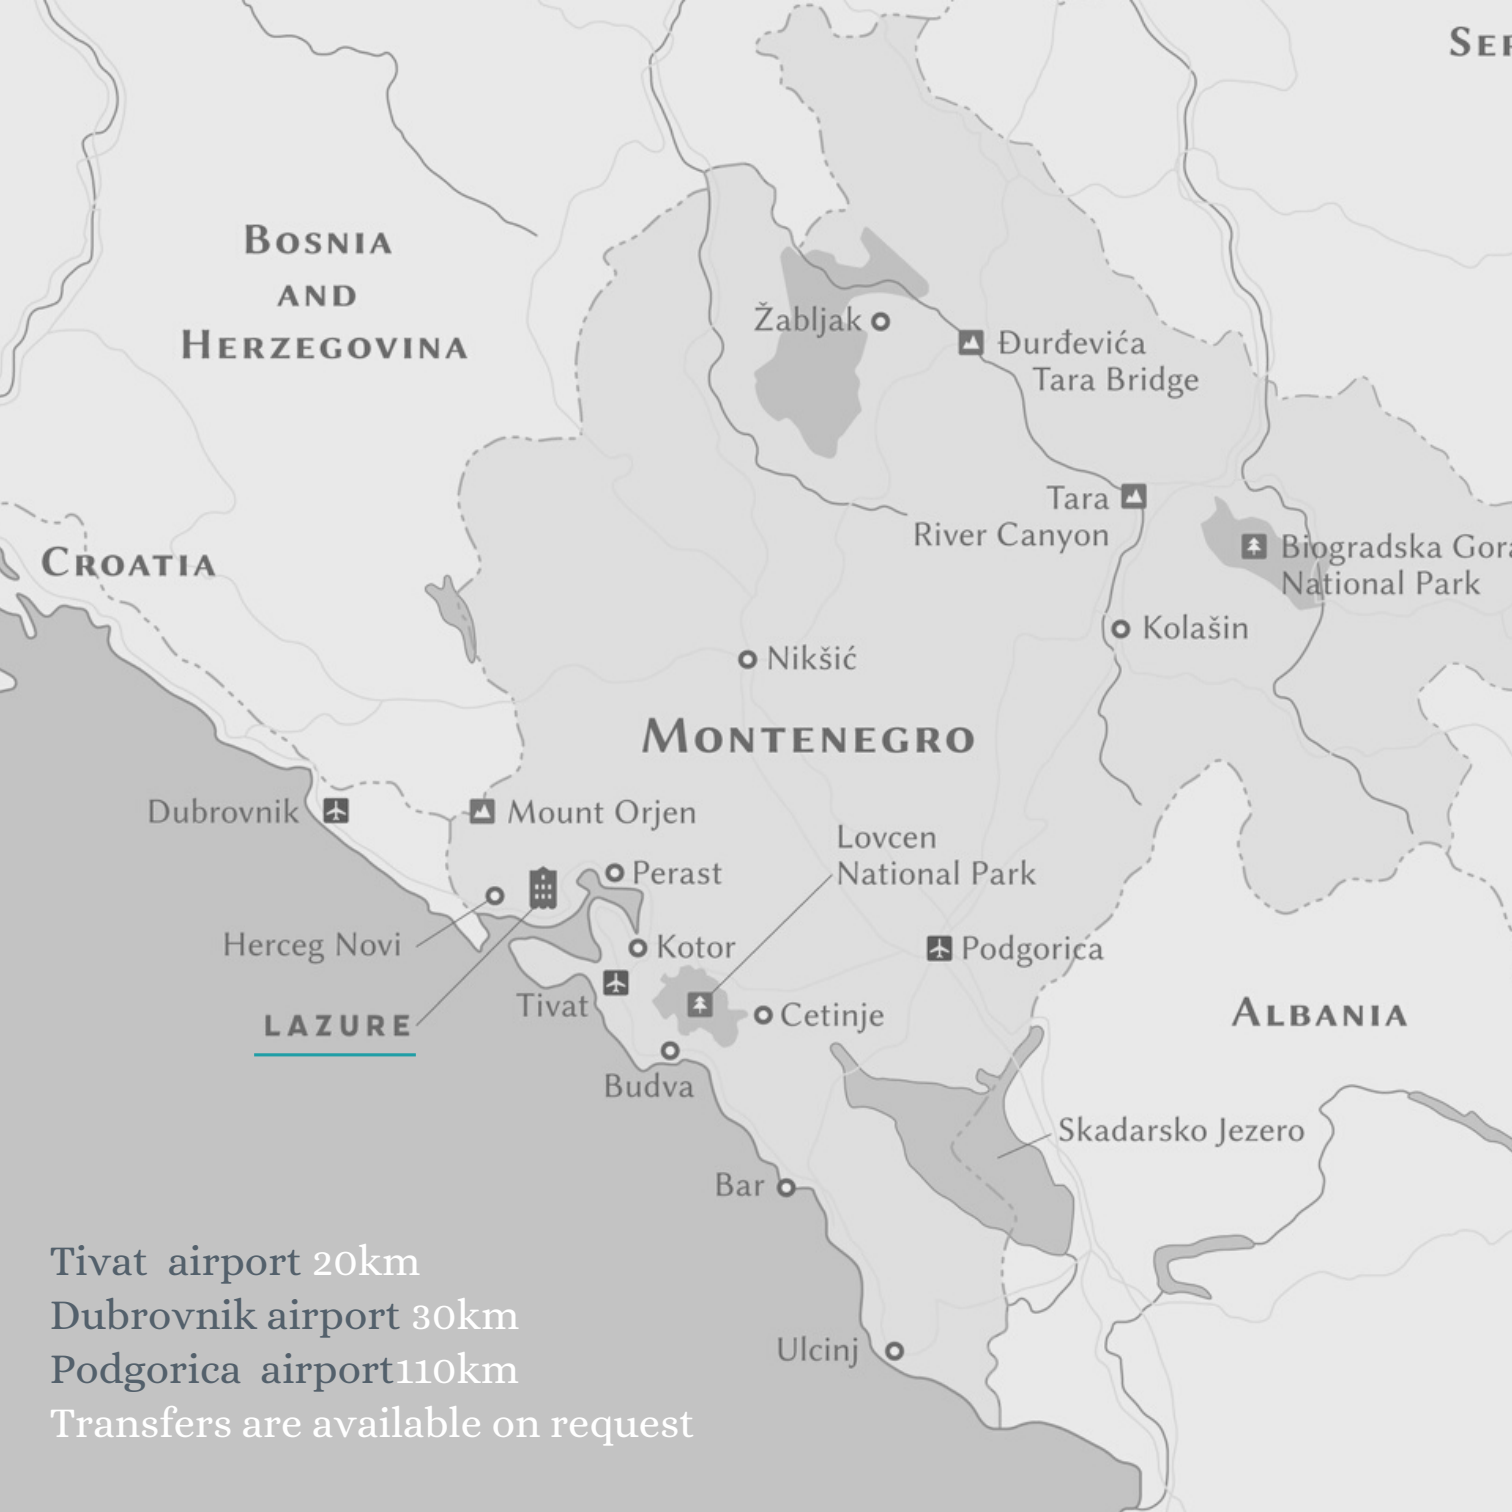 SER
BOSNIA
AND
HERZEGOVINA
Žabljak
Đurđevića
Tara Bridge
Tara
River Canyon
CROATIA
Biogradska Gora
National Park
Kolašin
Nikšić
MONTENEGRO
Dubrovnik
Mount Orjen
Lovcen
National Park
Perast
Herceg Novi
Kotor
Podgorica
Tivat
LAZURE
Cetinje
ALBANIA
Budva
Skadarsko Jezero
Bar
Tivat airport 20km
Dubrovnik airport 30km
Ulcinj
Podgorica airport110km
Transfers are available on request